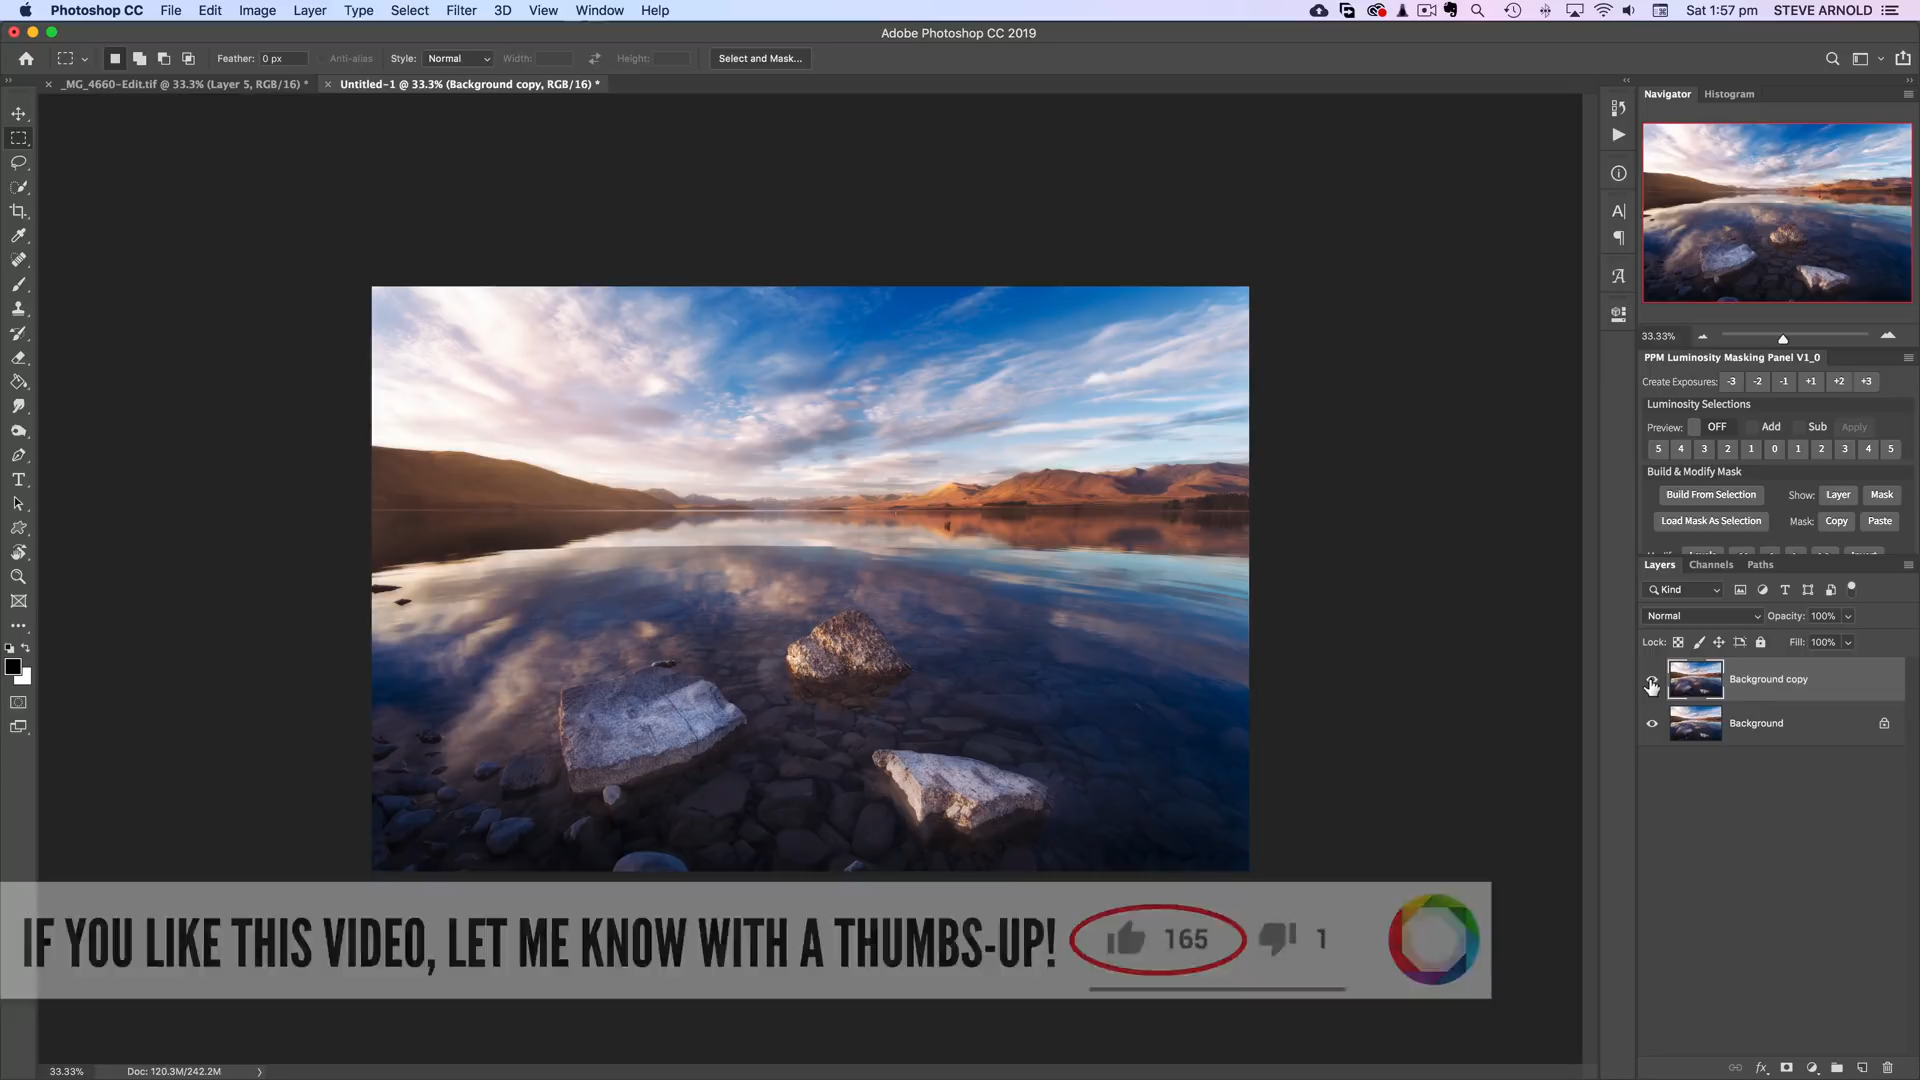 Photoshop CC File Edit Image Layer Type Select Filter 3D View Window Help Sat 1:57 pm STEVE ARNOLD
Adobe Photoshop CC 2019
Feather: 0 px Anti-alias Style: Normal Width: Height: Select and Mask...
_MG_4660-Edit.tif @ 33.3% (Layer 5, RGB/16) * Untitled-1 @ 33.3% (Background copy, RGB/16) *
Navigator Histogram
33.33%
PPM Luminosity Masking Panel V1_0
Create Exposures: -3 -2 -1 +1 +2 +3
Luminosity Selections
Preview: OFF Add Sub Apply
5 4 3 2 1 0 1 2 3 4 5
Build & Modify Mask
Build From Selection Show: Layer Mask
Load Mask As Selection Mask: Copy Paste
Layers Channels Paths
Kind
Normal Opacity: 100%
Lock: Fill: 100%
Background copy
Background
IF YOU LIKE THIS VIDEO, LET ME KNOW WITH A THUMBS-UP! 165 1
33.33% Doc: 120.3M/242.2M